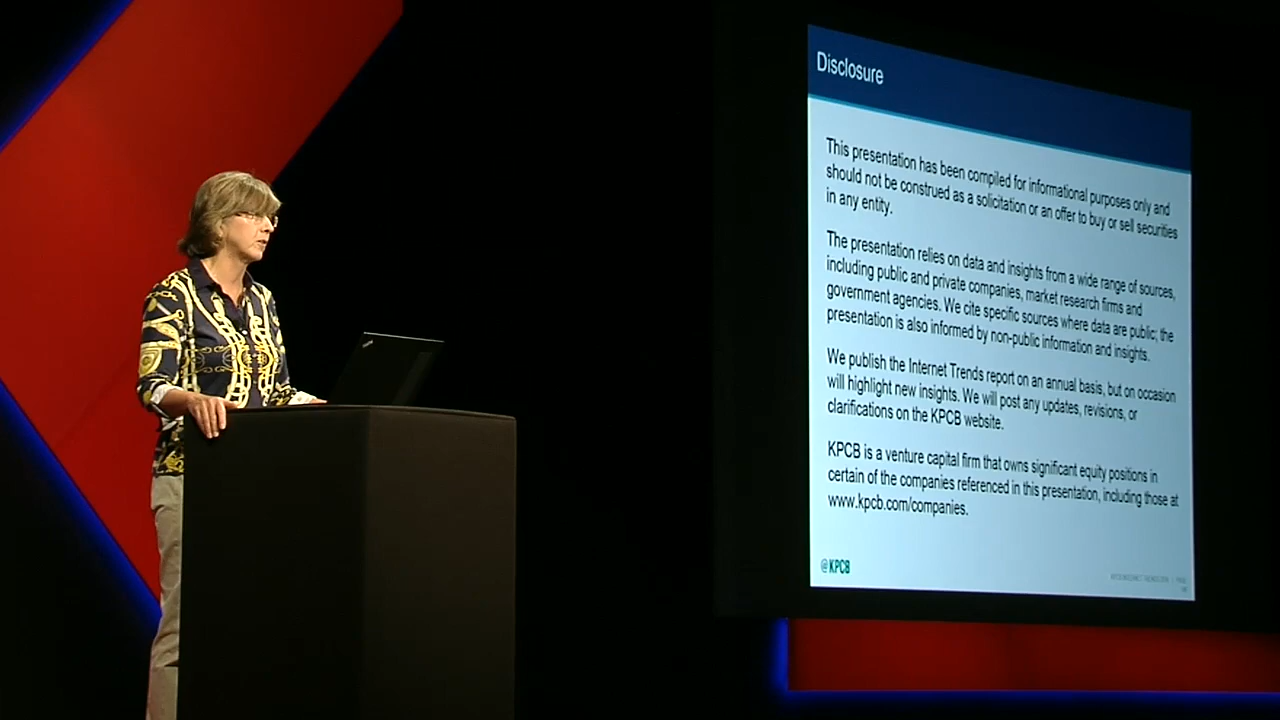 Disclosure
This presentation has been compiled for informational purposes only and
should not be construed as a solicitation or an offer to buy or sell securities
in any entity.
The presentation relies on data and insights from a wide range of sources,
including public and private companies, market research firms and
government agencies. We cite specific sources where data are public; the
presentation is also informed by non-public information and insights.
We publish the Internet Trends report on an annual basis, but on occasion
will highlight new insights. We will post any updates, revisions, or
clarifications on the KPCB website.
KPCB is a venture capital firm that owns significant equity positions in
certain of the companies referenced in this presentation, including those at
www.kpcb.com/companies.
@KPCB